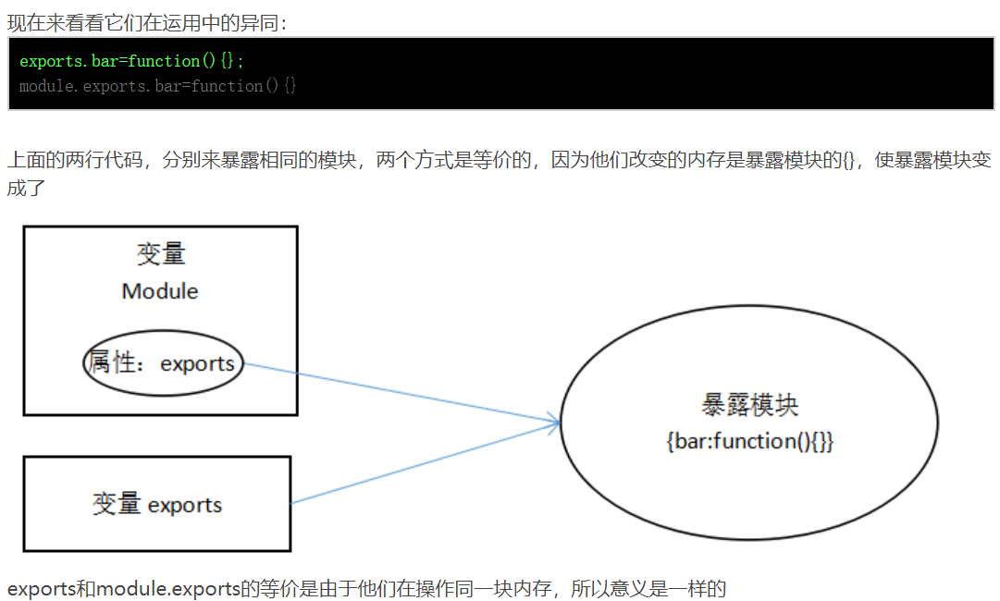 现在来看看它们在运用中的异同：
exports.bar=function(){};
module.exports.bar=function(){}
上面的两行代码，分别来暴露相同的模块，两个方式是等价的，因为他们改变的内存是暴露模块的{}，使暴露模块变
成了
变量
Module
属性：exports
暴露模块
{bar:function(){}}
变量 exports
exports和module.exports的等价是由于他们在操作同一块内存，所以意义是一样的